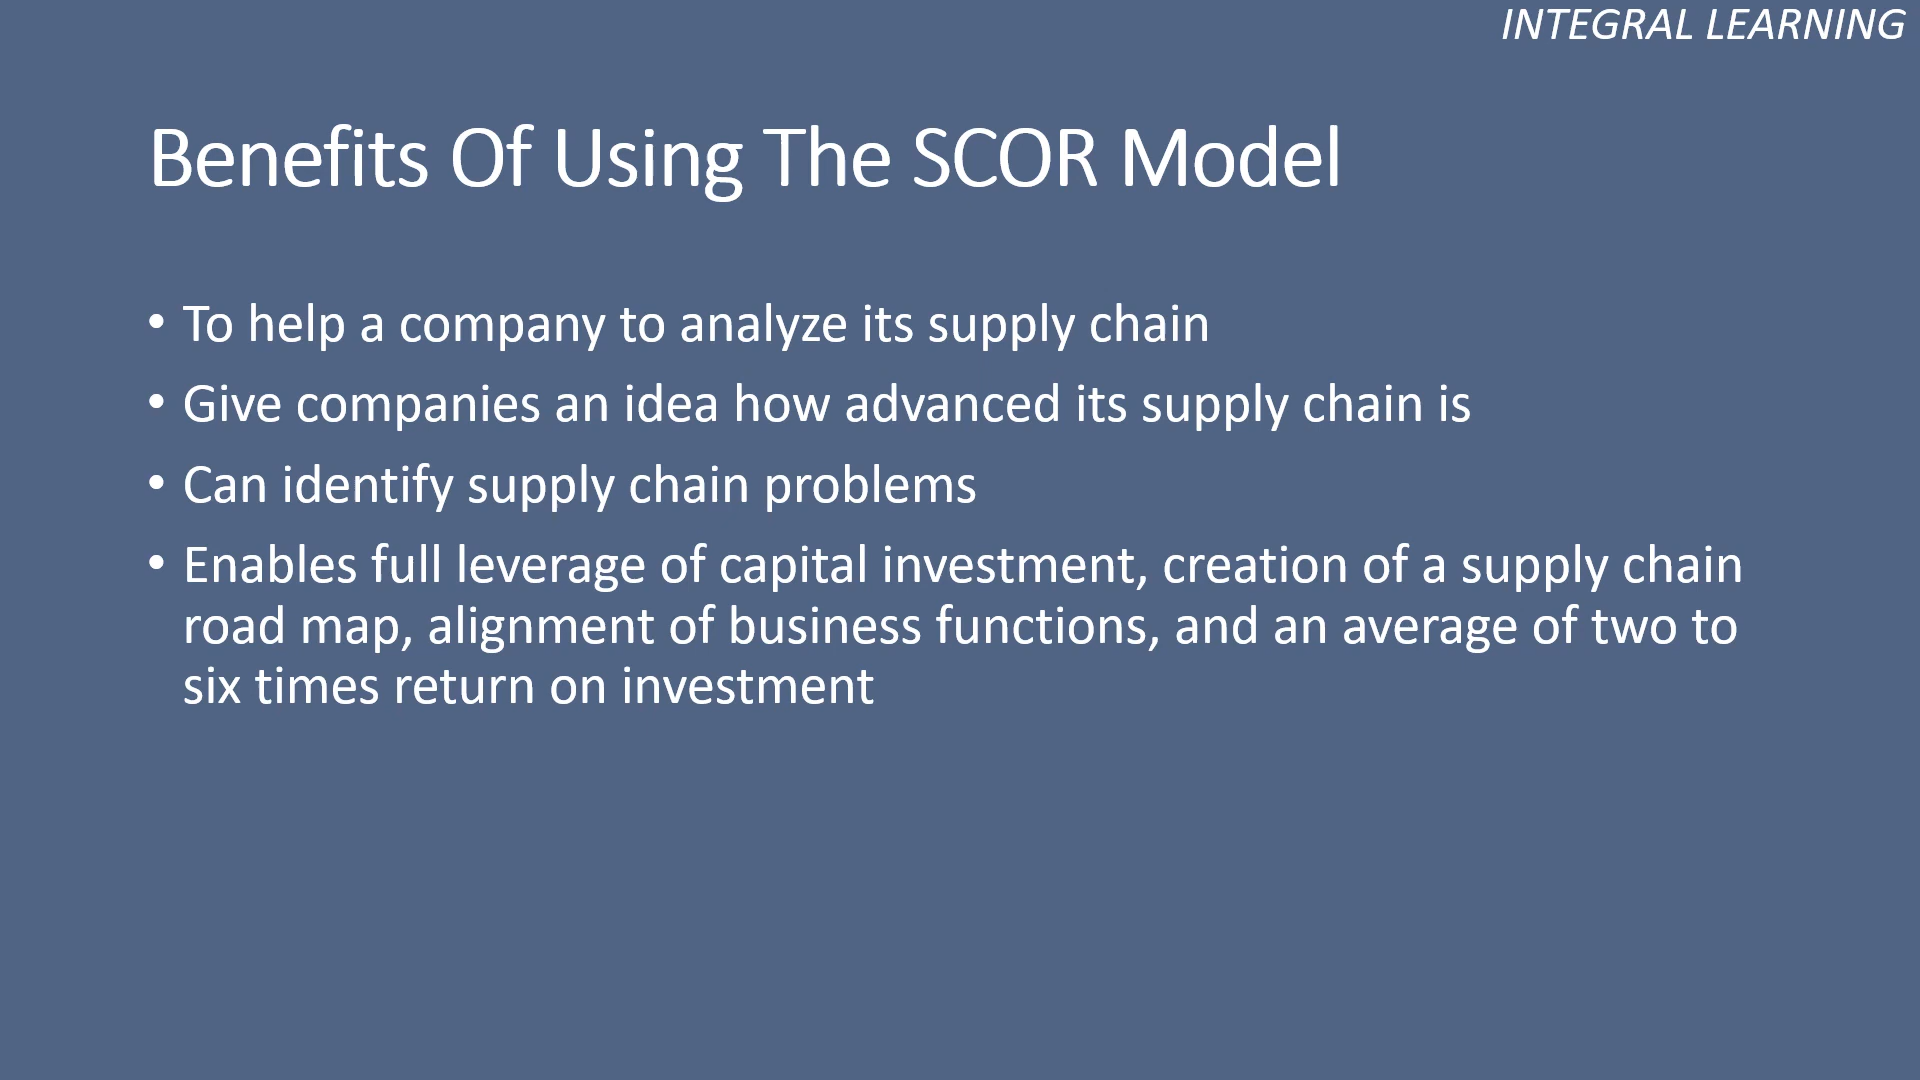 INTEGRAL LEARNING
Benefits Of Using The SCOR Model
• To help a company to analyze its supply chain
• Give companies an idea how advanced its supply chain is
• Can identify supply chain problems
• Enables full leverage of capital investment, creation of a supply chain
road map, alignment of business functions, and an average of two to
six times return on investment